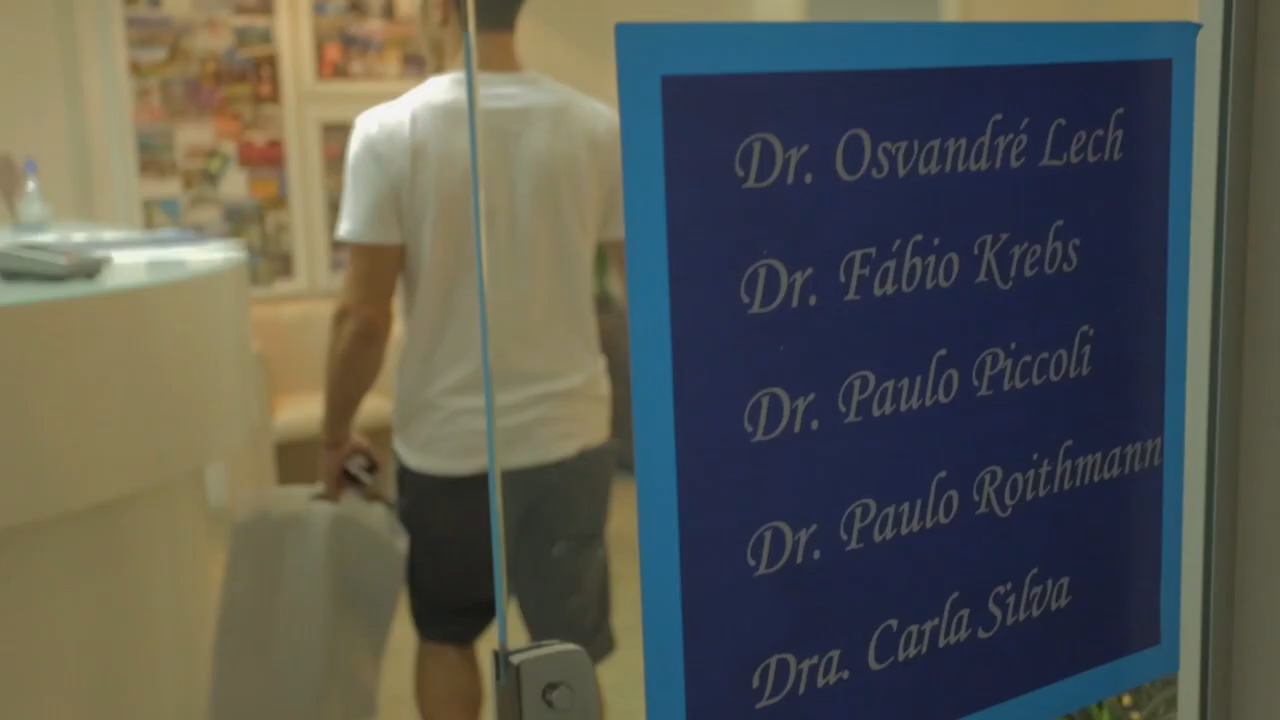 Dr. Osvandré Lech
Dr. Fábio Krebs
Dr. Paulo Piccoli
Dr. Paulo Roithmann
Dra. Carla Silva